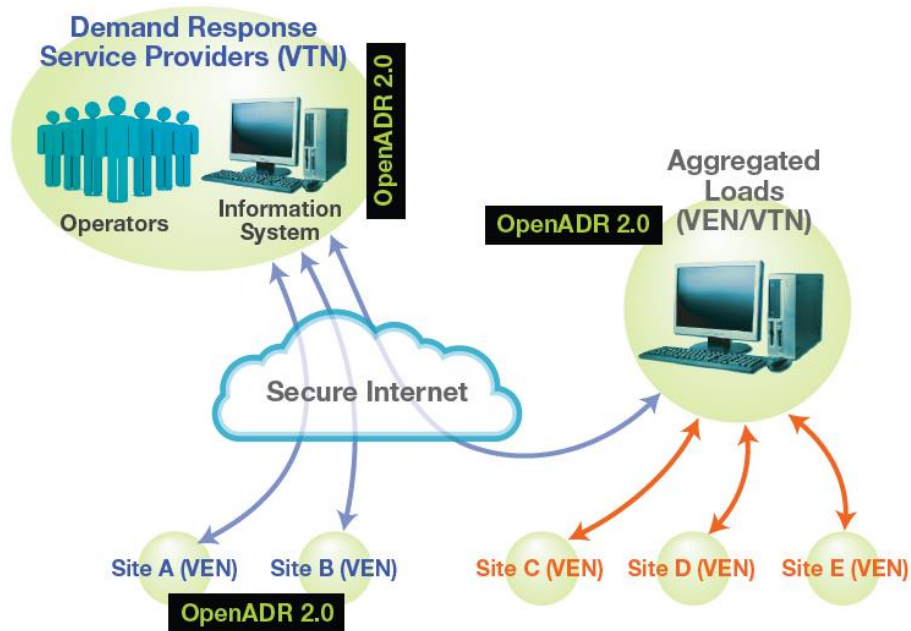 Demand Response
Service Providers (VTN)
OpenADR 2.0
Operators
Information
System
Aggregated
Loads
(VEN/VTN)
OpenADR 2.0
Secure Internet
Site A (VEN)
Site B (VEN)
Site C (VEN)
Site D (VEN)
Site E (VEN)
OpenADR 2.0